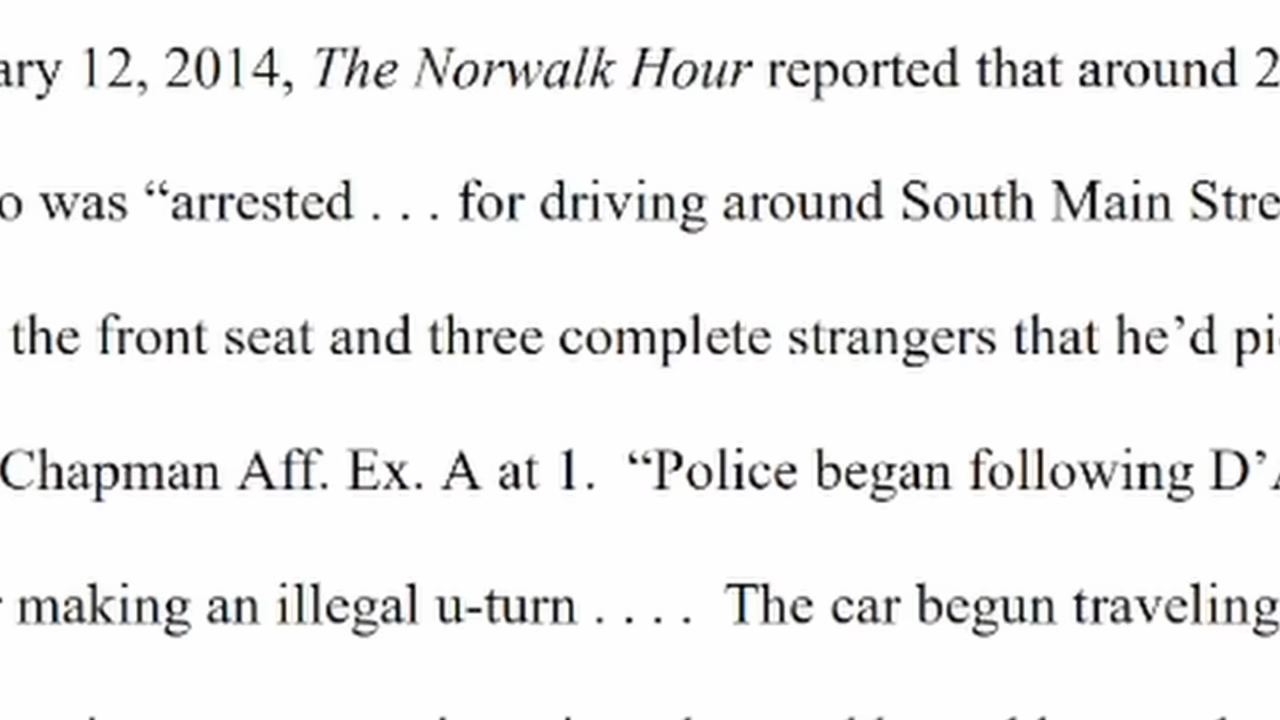 ary 12, 2014, The Norwalk Hour reported that around 2
o was “arrested . . . for driving around South Main Stre
the front seat and three complete strangers that he’d pi
Chapman Aff. Ex. A at 1. “Police began following D’A
making an illegal u-turn . . . . The car begun traveling